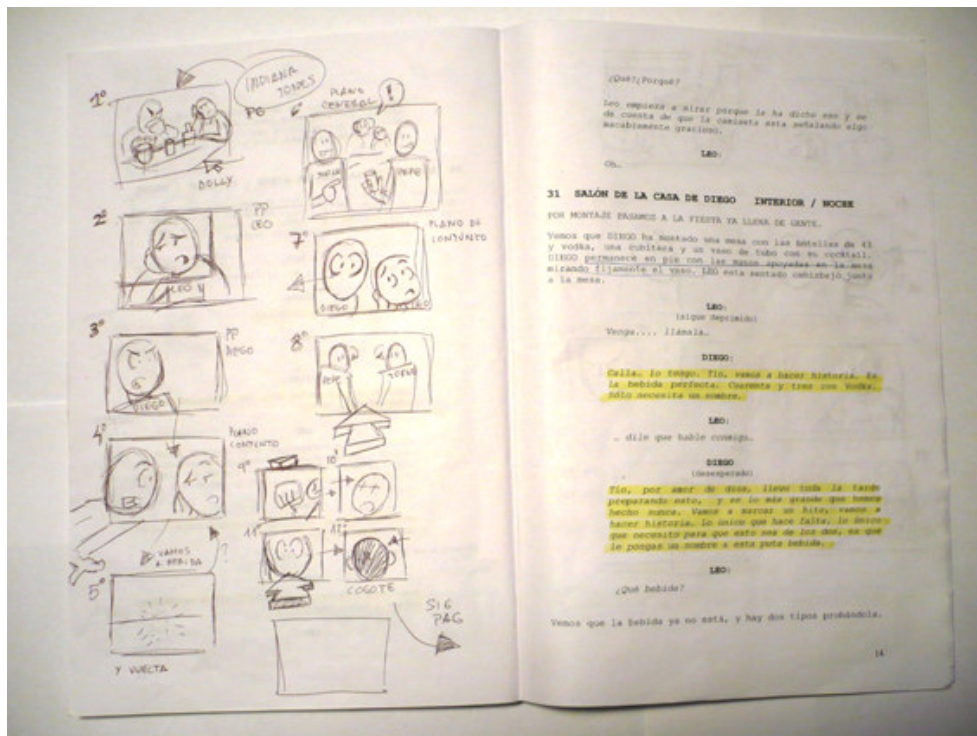 INDIANA
JONES
1º
PG
DOLLY
2º
PP
LEO
LEO
3º
PP
DIEGO
DIEGO
4º
PLANO
CONJUNTO
VAMOS
A BEBIDA
?
5º
Y VUELTA
6º
PLANO
GENERAL
!
PEPE
7º
PLANO DE
CONJUNTO
DIEGO
8º
PEPE
9º
10º
11º
12º
COGOTE
SIG
PAG
¿Qué?¿Porqué?
Leo empieza a mirar porque le ha dicho eso y se
da cuenta de que la camiseta esta señalando algo
macabramente gracioso.
LEO:
Oh…
31 SALÓN DE LA CASA DE DIEGO INTERIOR / NOCHE
POR MONTAJE PASAMOS A LA FIESTA YA LLENA DE GENTE.
Vemos que DIEGO ha montado una mesa con las botellas de 43
y vodka, una cubitera y un vaso de tubo con su cocktail.
DIEGO permanece en pie con las manos apoyadas en la mesa
mirando fijamente el vaso. LEO esta sentado cabizbajo junto
a la mesa.
LEO:
(sigue deprimido)
Venga.... llámala…
DIEGO:
Calla… lo tengo. Tío, vamos a hacer historia. Es
la bebida perfecta. Cuarenta y tres con Vodka.
Sólo necesita un nombre.
LEO:
… dile que hable conmigo…
DIEGO
(desesperado)
Tío, por amor de dios, llevo toda la tarde
preparando esto, y es lo más grande que hemos
hecho nunca. Vamos a marcar un hito, vamos a
hacer historia. Lo único que hace falta, lo único
que necesito para que esto sea de los dos, es que
le pongas un nombre a esta puta bebida.
LEO:
¿Qué bebida?
Vemos que la bebida ya no está, y hay dos tipos probándola.
14